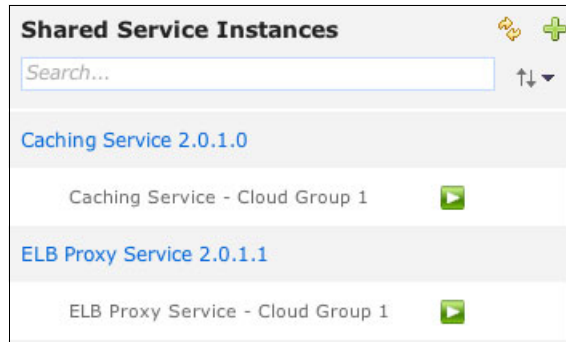 Shared Service Instances
Search...
Caching Service 2.0.1.0
Caching Service - Cloud Group 1
ELB Proxy Service 2.0.1.1
ELB Proxy Service - Cloud Group 1